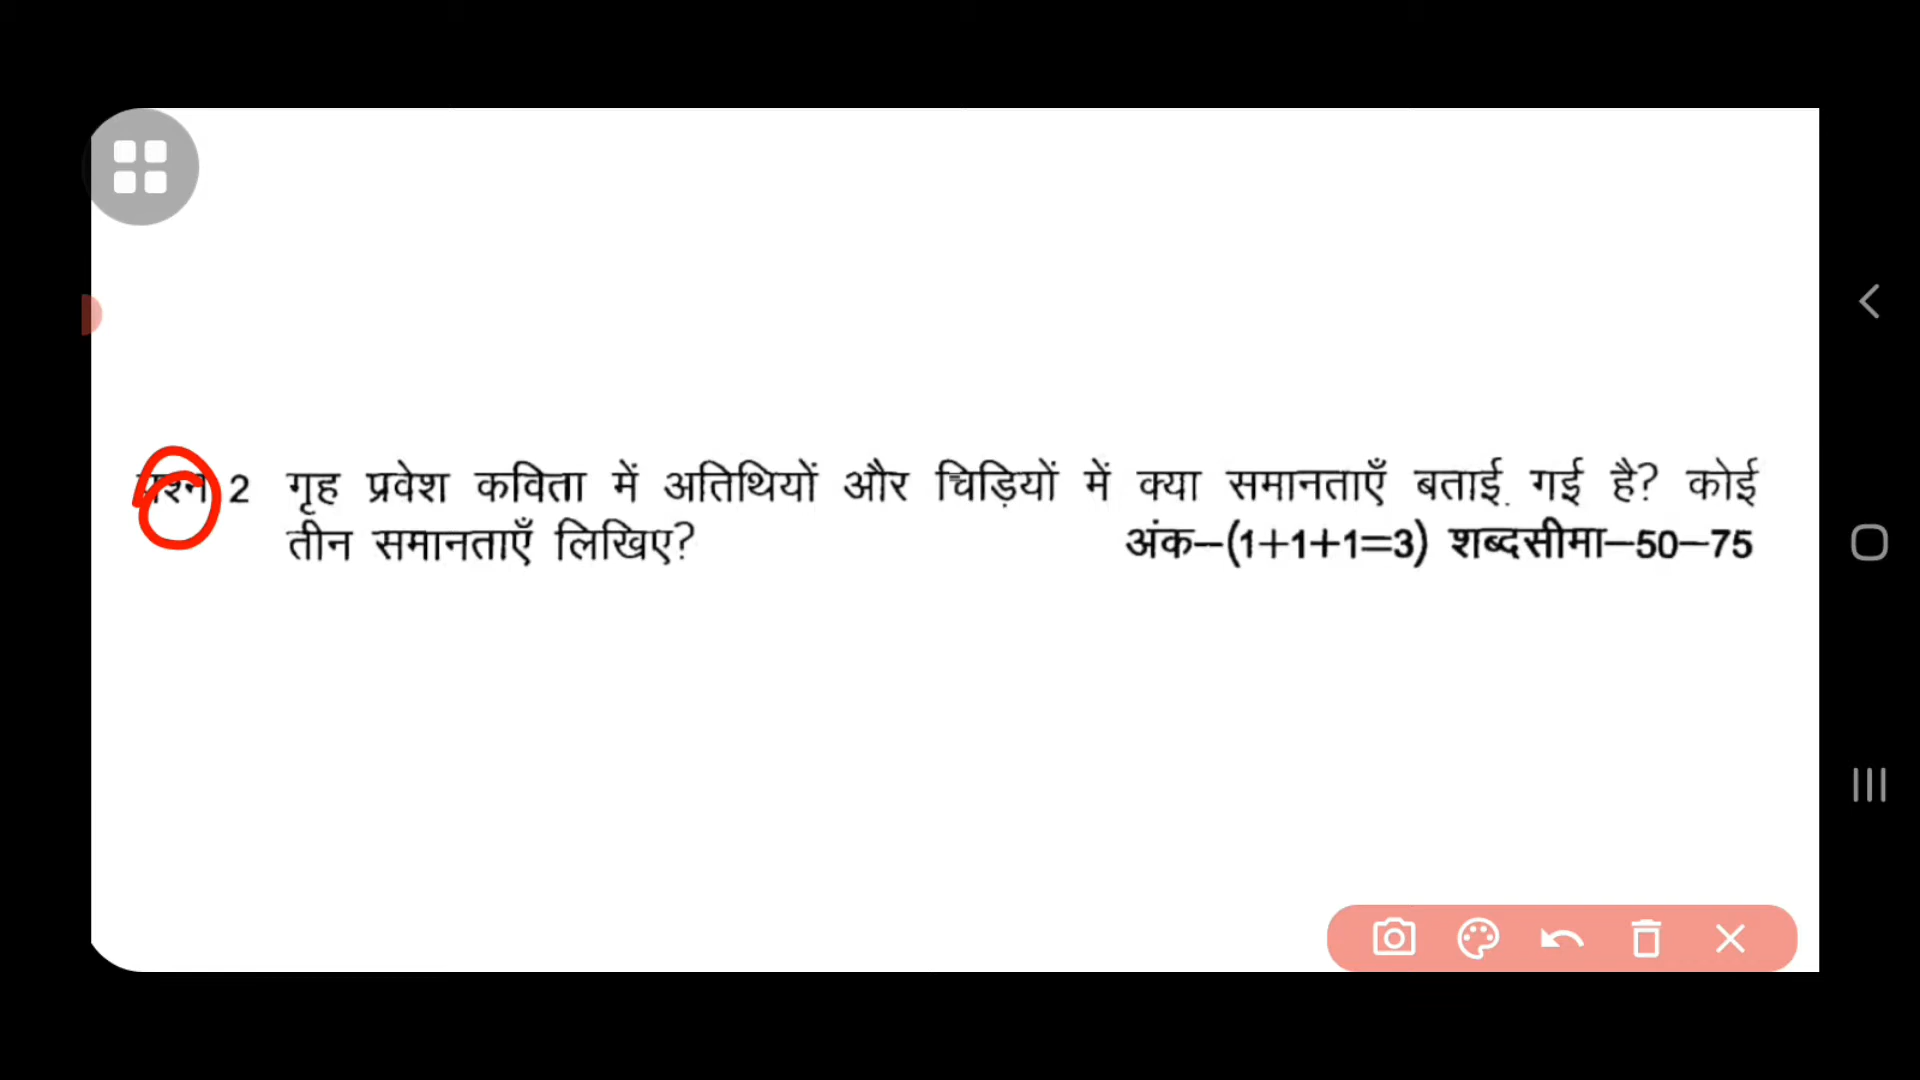 प्रश्न 2 गृह प्रवेश कविता में अतिथियों और चिड़ियों में क्या समानताएँ बताई गई है? कोई
तीन समानताएँ लिखिए? अंक–(1+1+1=3) शब्दसीमा–50–75